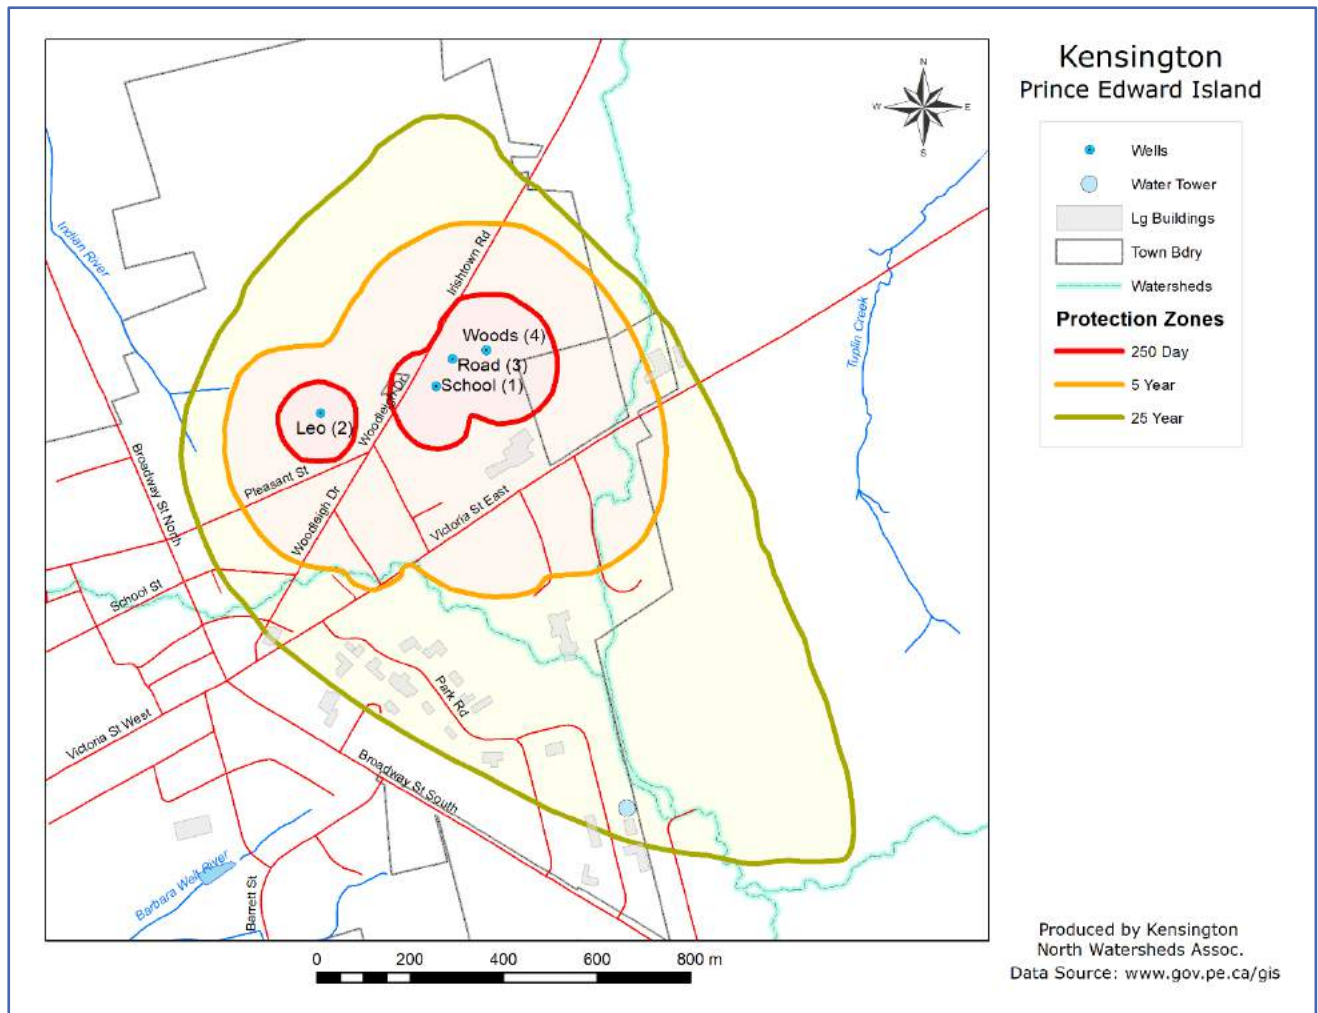 Kensington
Prince Edward Island
N
W
E
S
Wells
Water Tower
Lg Buildings
Town Bdry
Watersheds
Protection Zones
250 Day
5 Year
25 Year
Indian River
Irishtown Rd
Tuplin Creek
Woods (4)
Road (3)
School (1)
Woodleigh Dr
Leo (2)
Broadway St North
Pleasant St
Woodleigh Dr
Victoria St East
School St
Park Rd
Victoria St West
Broadway St South
Barbara Weit River
Barrett St
0 200 400 600 800 m
Produced by Kensington
North Watersheds Assoc.
Data Source: www.gov.pe.ca/gis